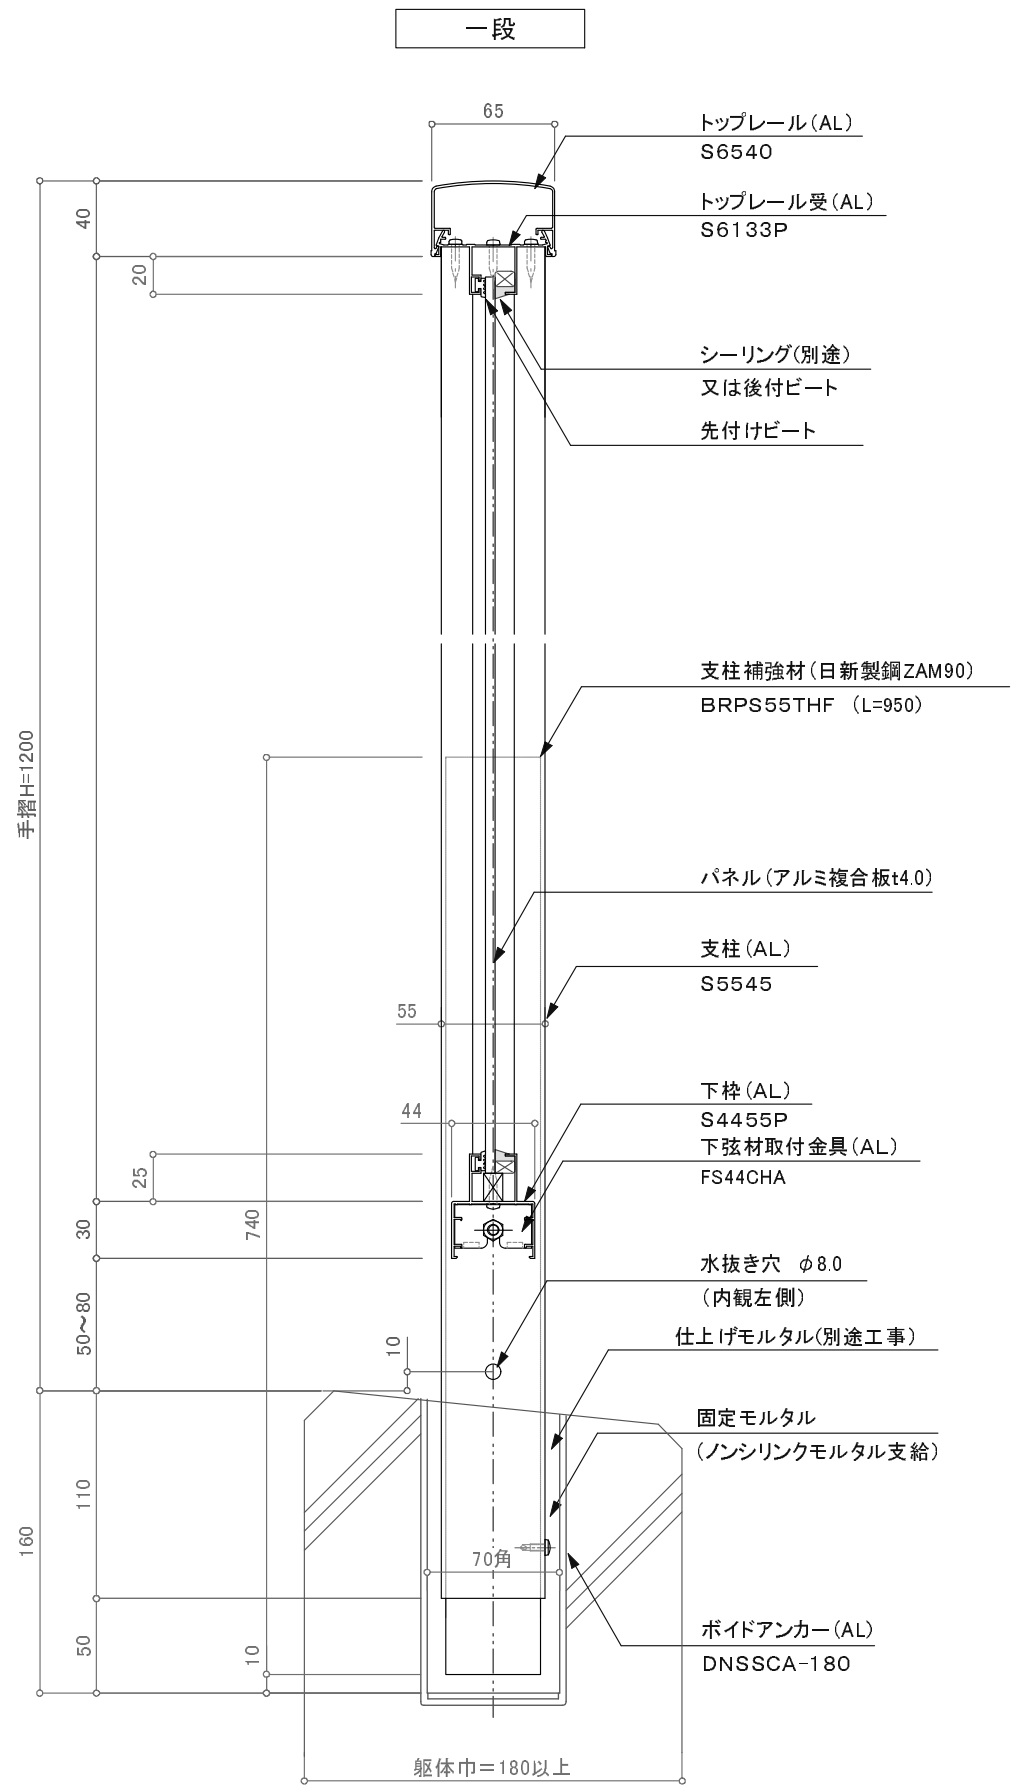 一段
65
トップレール(AL)
S6540
トップレール受(AL)
S6133P
40
20
シーリング(別途)
又は後付ビート
先付けビート
支柱補強材(日新製鋼ZAM90)
BRPS55THF (L=950)
手摺H=1200
パネル(アルミ複合板t4.0)
支柱(AL)
S5545
55
下枠(AL)
S4455P
44
下弦材取付金具(AL)
FS44CHA
25
30
740
水抜き穴 φ8.0
(内観左側)
50〜80
10
仕上げモルタル(別途工事)
固定モルタル
(ノンシリンクモルタル支給)
110
160
70角
ボイドアンカー(AL)
DNSSCA-180
50
10
躯体巾=180以上